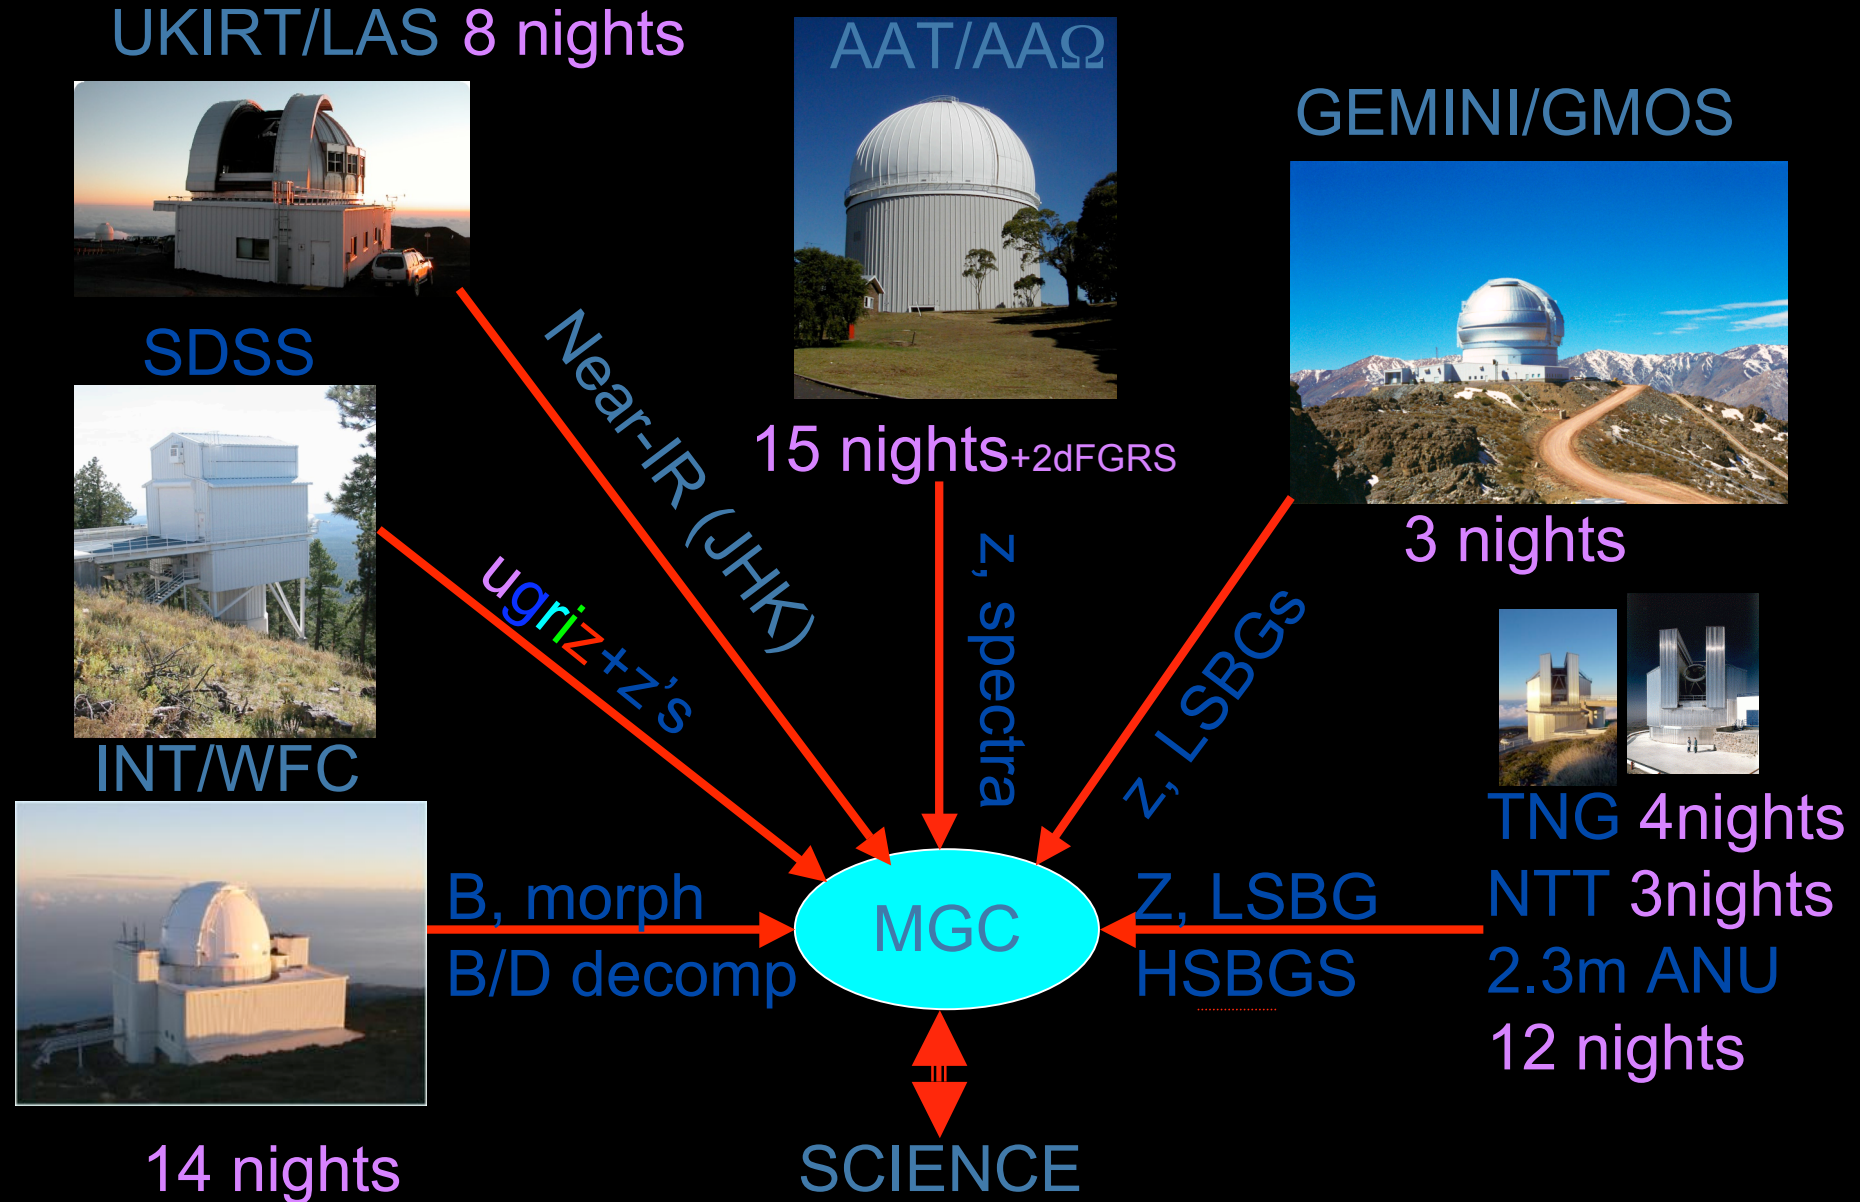 UKIRT/LAS 8 nights
AAT/AAΩ
GEMINI/GMOS
SDSS
Near-IR (JHK)
15 nights+2dFGRS
3 nights
ugriz+z’s
z, spectra
z, LSBGs
INT/WFC
TNG 4nights
B, morph
MGC
Z, LSBG
NTT 3nights
B/D decomp
HSBGS
2.3m ANU
12 nights
14 nights
SCIENCE